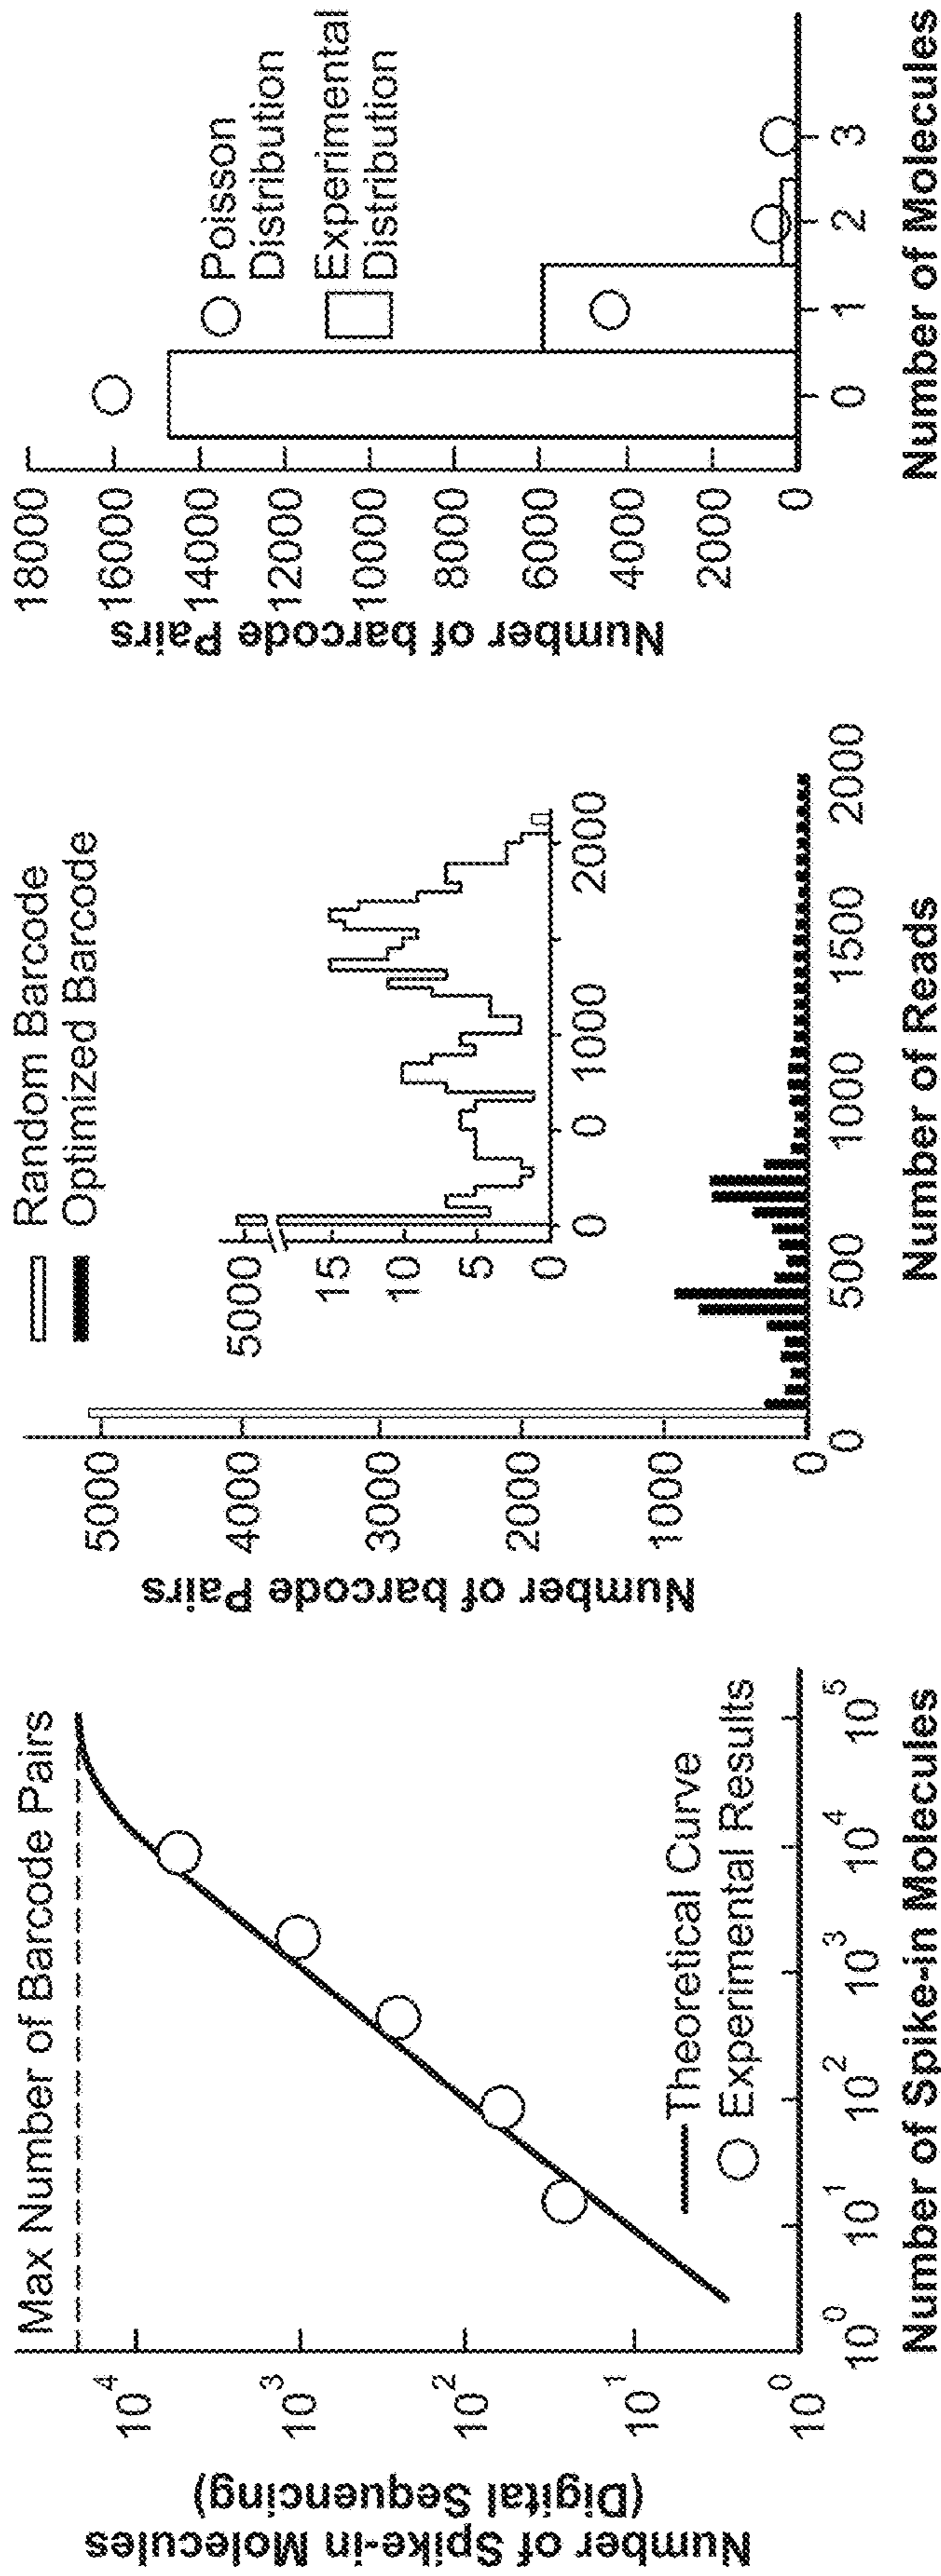 Number of Spike-in Molecules
(Digital Sequencing)
10^4
10^3
10^2
10^1
10^0
Max Number of Barcode Pairs
Theoretical Curve
Experimental Results
10^0
10^1
10^2
10^3
10^4
10^5
Number of Spike-in Molecules
Number of barcode Pairs
5000
4000
3000
2000
1000
0
Random Barcode
Optimized Barcode
5000
15
10
5
0
0
0
1000
2000
0
500
1000
1500
2000
Number of Reads
Number of barcode Pairs
18000
16000
14000
12000
10000
8000
6000
4000
2000
0
Poisson
Distribution
Experimental
Distribution
0
1
2
3
Number of Molecules